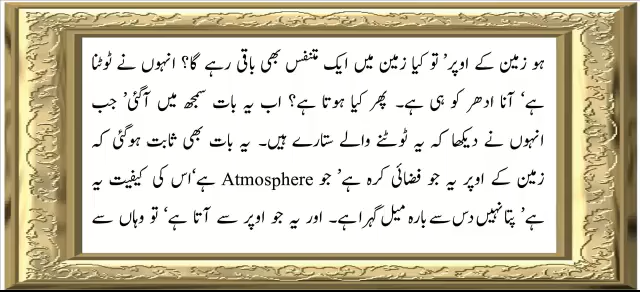 ہو زمین کے اوپر’ تو کیا زمین میں ایک متنفس بھی باقی رہے گا؟ انہوں نے ٹوٹنا
ہے‘ آنا ادھر کو ہی ہے۔ پھر کیا ہوتا ہے؟ اب یہ بات سمجھ میں آگئی’ جب
انہوں نے دیکھا کہ یہ ٹوٹنے والے ستارے ہیں۔ یہ بات بھی ثابت ہوگئی کہ
زمین کے اوپر یہ جو فضائی کرہ ہے’ جو Atmosphere ہے‘اس کی کیفیت یہ
ہے’ پتا نہیں دس سے بارہ میل گہرا ہے۔ اور یہ جو اوپر سے آتا ہے‘ تو وہاں سے